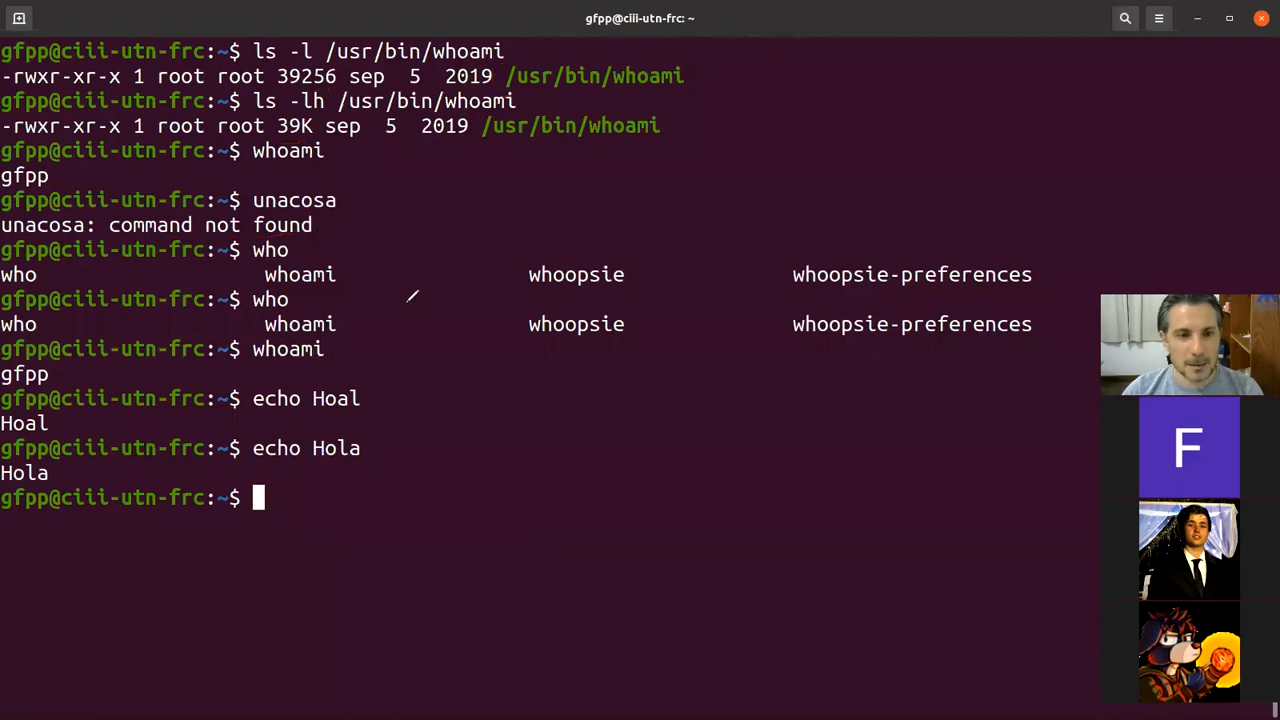 gfpp@ciii-utn-frc: ~
gfpp@ciii-utn-frc:~$ ls -l /usr/bin/whoami
-rwxr-xr-x 1 root root 39256 sep  5  2019 /usr/bin/whoami
gfpp@ciii-utn-frc:~$ ls -lh /usr/bin/whoami
-rwxr-xr-x 1 root root 39K sep  5  2019 /usr/bin/whoami
gfpp@ciii-utn-frc:~$ whoami
gfpp
gfpp@ciii-utn-frc:~$ unacosa
unacosa: command not found
gfpp@ciii-utn-frc:~$ who
who                   whoami                whoopsie              whoopsie-preferences
gfpp@ciii-utn-frc:~$ who
who                   whoami                whoopsie              whoopsie-preferences
gfpp@ciii-utn-frc:~$ whoami
gfpp
gfpp@ciii-utn-frc:~$ echo Hoal
Hoal
gfpp@ciii-utn-frc:~$ echo Hola
Hola
gfpp@ciii-utn-frc:~$
F